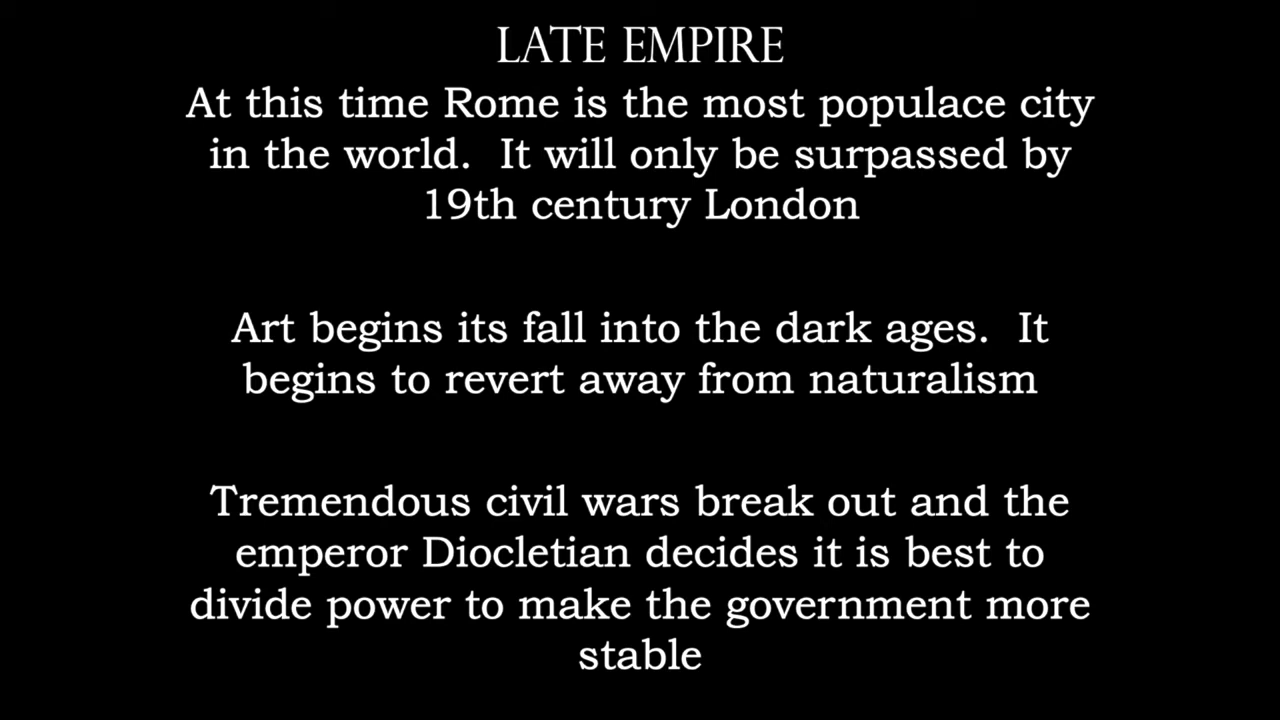 LATE EMPIRE
At this time Rome is the most populace city
in the world.  It will only be surpassed by
19th century London
Art begins its fall into the dark ages.  It
begins to revert away from naturalism
Tremendous civil wars break out and the
emperor Diocletian decides it is best to
divide power to make the government more
stable